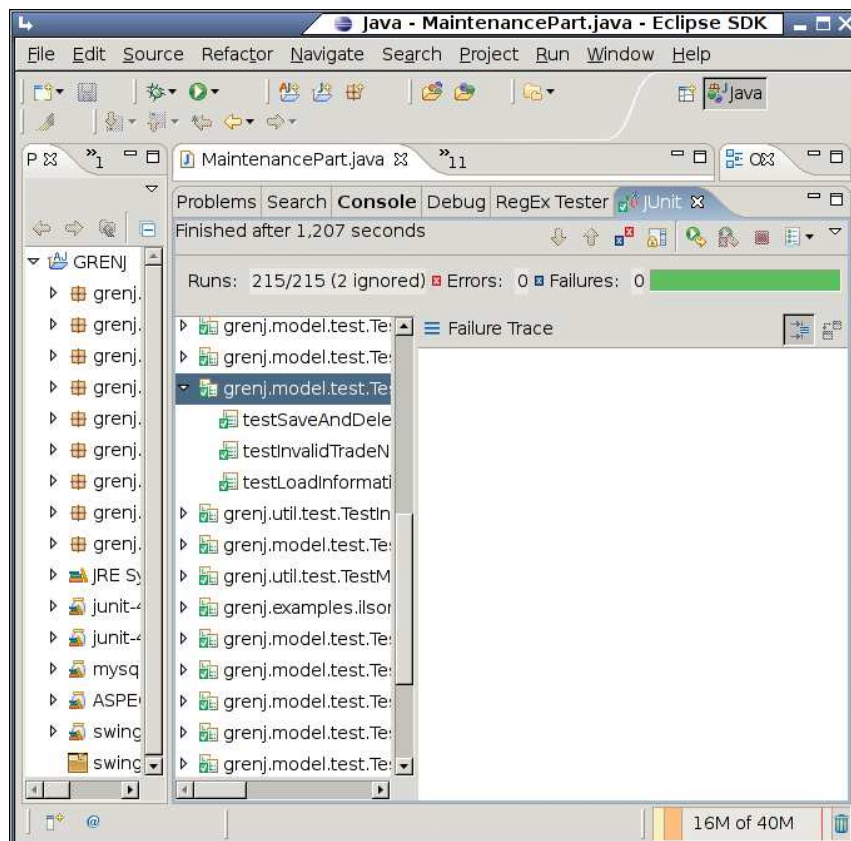 Java - MaintenancePart.java - Eclipse SDK
File Edit Source Refactor Navigate Search Project Run Window Help
Java
P »1 MaintenancePart.java »11 O
Problems Search Console Debug RegEx Tester JUnit
Finished after 1,207 seconds
Runs: 215/215 (2 ignored) Errors: 0 Failures: 0
Failure Trace
GRENJ
grenj.
grenj.
grenj.
grenj.
grenj.
grenj.
grenj.
grenj.
grenj.
JRE Sy
junit-4
junit-4
mysq
ASPE
swing
swing
grenj.model.test.Te
grenj.model.test.Te
grenj.model.test.Te
testSaveAndDele
testInvalidTradeN
testLoadInformati
grenj.util.test.TestIn
grenj.model.test.Te
grenj.util.test.TestM
grenj.examples.ilsor
grenj.model.test.Te
grenj.model.test.Te
grenj.model.test.Te
grenj.model.test.Te
grenj.model.test.Te
@
16M of 40M